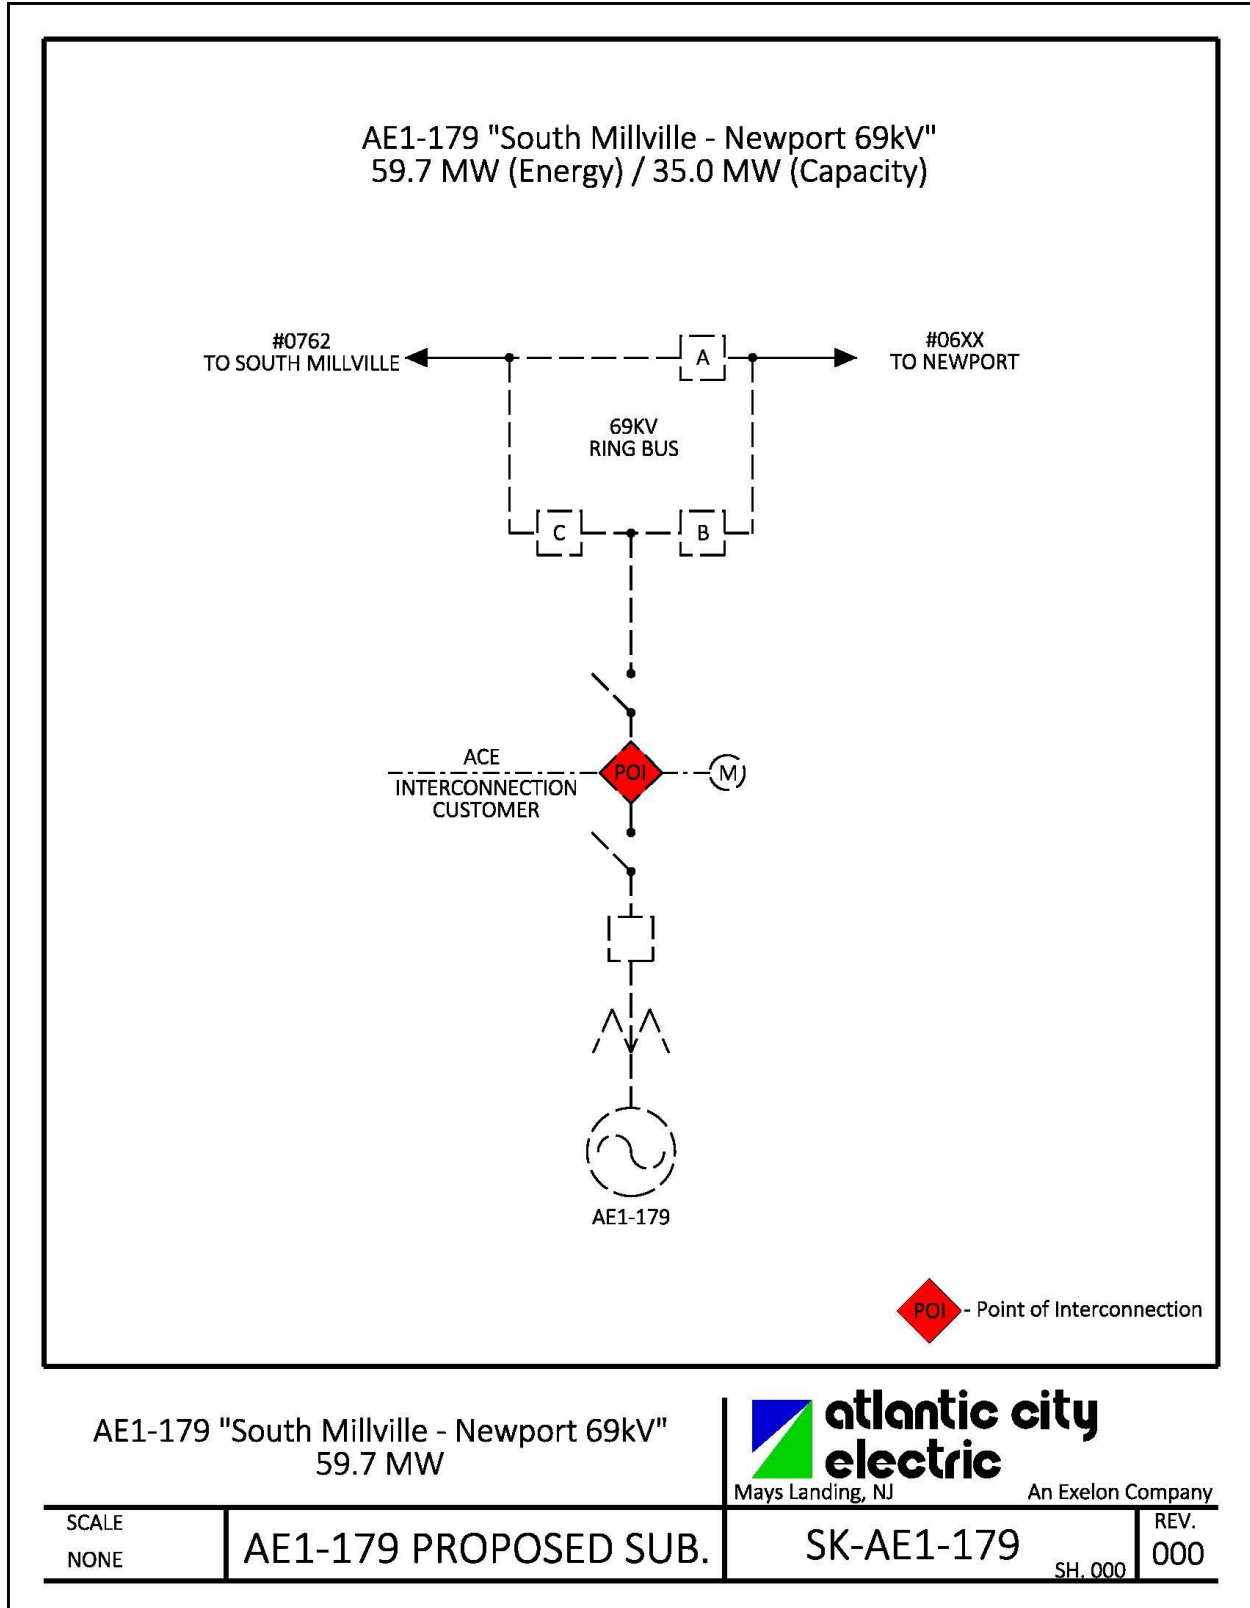 AE1-179 "South Millville - Newport 69kV"
59.7 MW (Energy) / 35.0 MW (Capacity)
#0762
TO SOUTH MILLVILLE
A
#06XX
TO NEWPORT
69KV
RING BUS
C
B
ACE
POI
M
INTERCONNECTION
CUSTOMER
AE1-179
POI - Point of Interconnection
AE1-179 "South Millville - Newport 69kV"
59.7 MW
atlantic city
electric
Mays Landing, NJ
An Exelon Company
SCALE
NONE
AE1-179 PROPOSED SUB.
SK-AE1-179
SH. 000
REV.
000